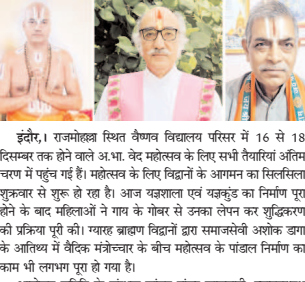 इंदौर,। राजमोहल्ला स्थित वैष्णव विद्यालय परिसर में 16 से 18
दिसम्बर तक होने वाले अ.भा. वेद महोत्सव के लिए सभी तैयारियां अंतिम
चरण में पहुंच गई हैं। महोत्सव के लिए विद्वानों के आगमन का सिलसिला
शुक्रवार से शुरू हो रहा है। आज यज्ञशाला एवं यज्ञकुंड का निर्माण पूरा
होने के बाद महिलाओं ने गाय के गोबर से उनका लेपन कर शुद्धिकरण
की प्रक्रिया पूरी की। ग्यारह ब्राह्मण विद्वानों द्वारा समाजसेवी अशोक डागा
के आतिथ्य में वैदिक मंत्रोच्चार के बीच महोत्सव के पांडाल निर्माण का
काम भी लगभग पूरा हो गया है।